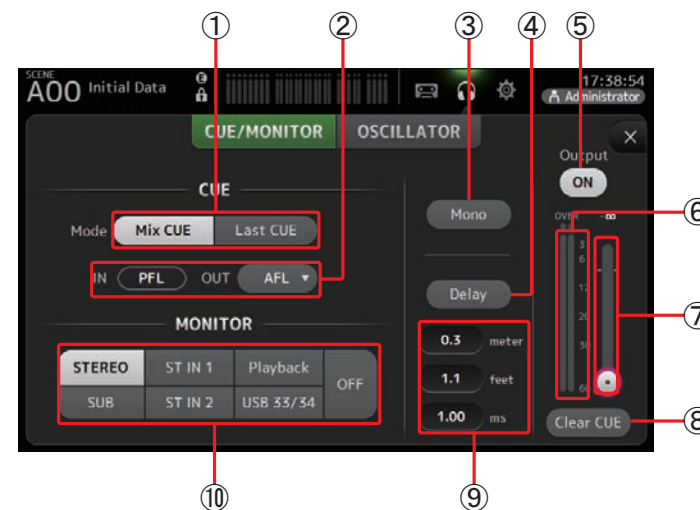 ① ② ③ ④ ⑤
SCENE
A00 Initial Data
E
17:38:54
Administrator
CUE/MONITOR OSCILLATOR
×
Output
ON
CUE
Mode Mix CUE Last CUE
Mono
OVER -∞
⑥
3
6
IN PFL OUT AFL ▼
Delay
12
⑦
MONITOR
20
STEREO ST IN 1 Playback OFF
0.3 meter
30
SUB ST IN 2 USB 33/34
1.1 feet
60
1.00 ms
Clear CUE
⑧
⑩ ⑨